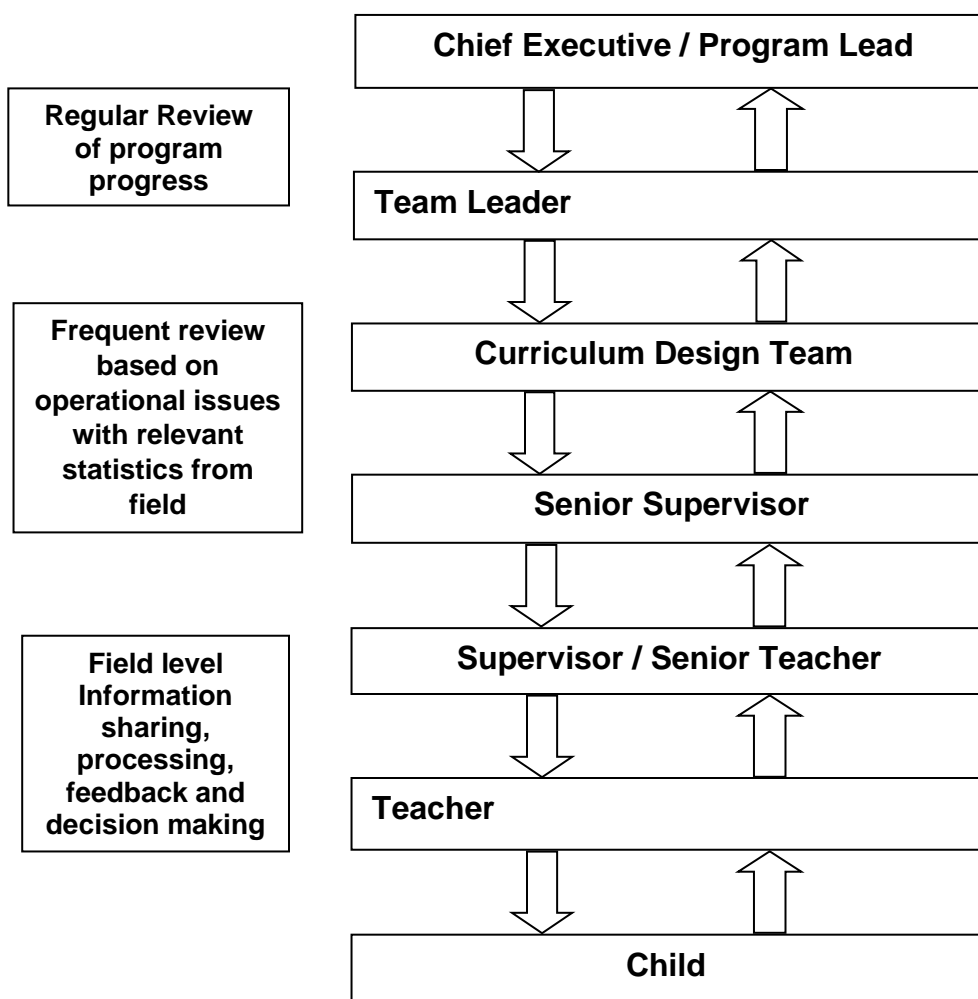 Chief Executive / Program Lead
Regular Review
of program
progress
Team Leader
Frequent review
based on
operational issues
with relevant
statistics from
field
Curriculum Design Team
Senior Supervisor
Field level
Information
sharing,
processing,
feedback and
decision making
Supervisor / Senior Teacher
Teacher
Child